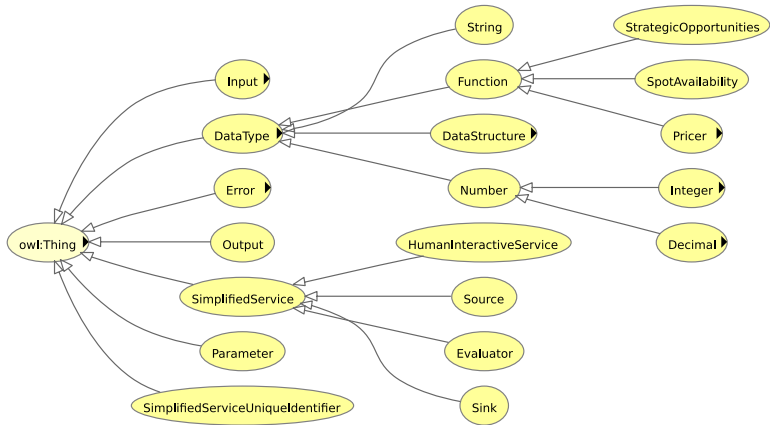 String
StrategicOpportunities
Input
Function
SpotAvailability
DataType
DataStructure
Pricer
Error
Number
Integer
owl:Thing
Output
HumanInteractiveService
Decimal
SimplifiedService
Source
Parameter
Evaluator
SimplifiedServiceUniqueIdentifier
Sink